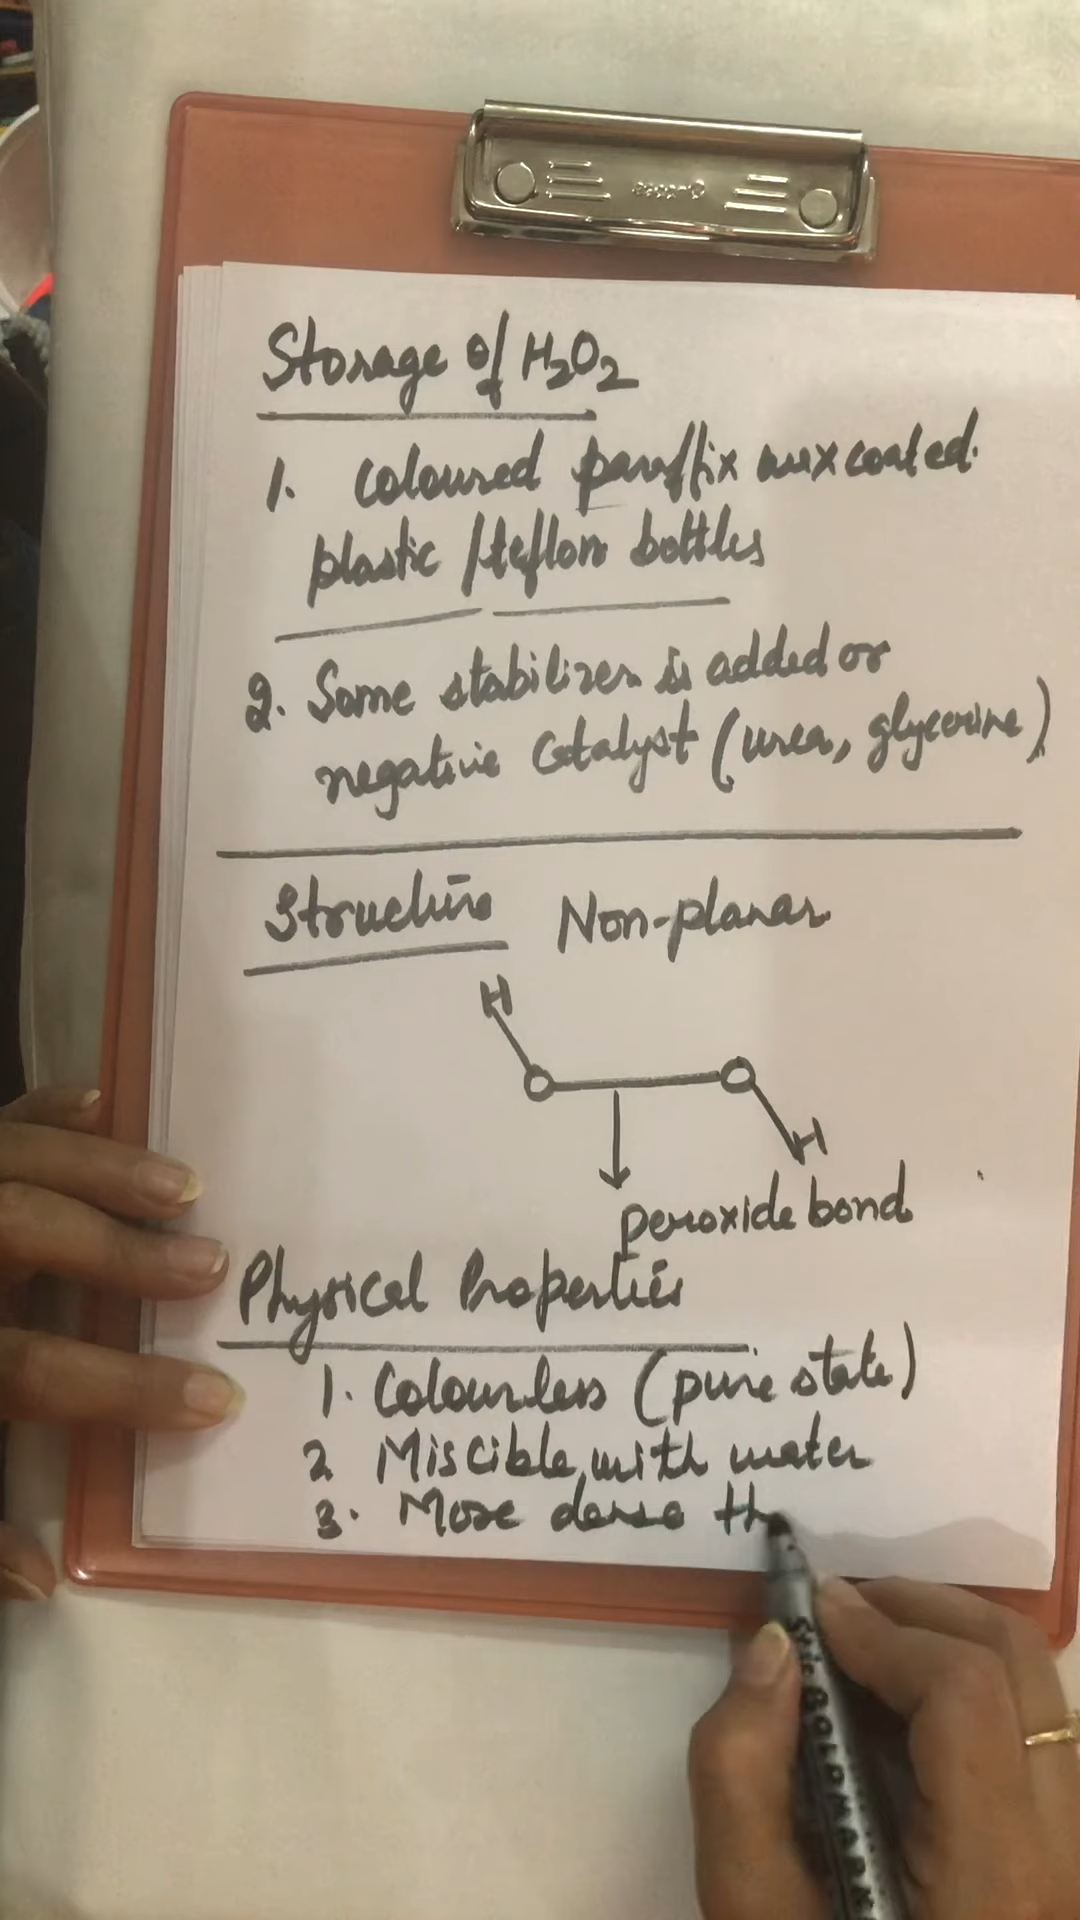 Storage of H₂O₂
1. Coloured paraffix wax coated
plastic / teflon bottles
2. Some stabilizer is added or
negative catalyst (urea, glycerine)
Structure Non-planar
H
O O
H
peroxide bond
Physical Properties
1. Colourless (pure state)
2 Miscible with water
3. More dense th